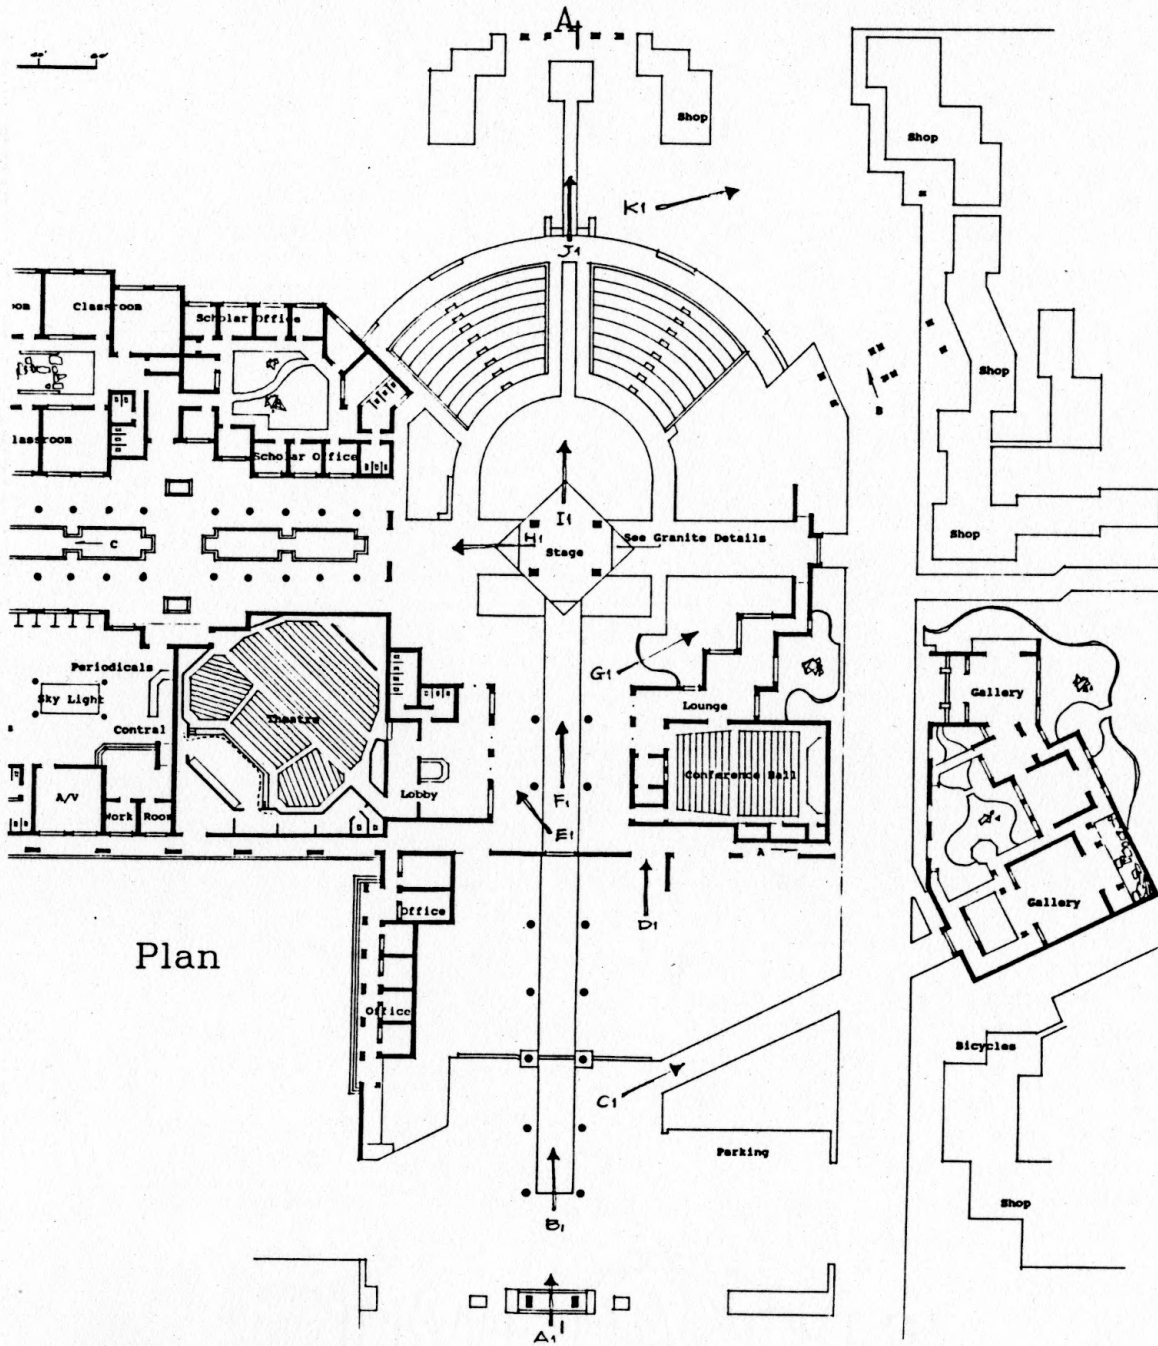 A
Shop
Shop
K1
J1
oom
Classroom
Scholar Office
Shop
B
lassroom
Scholar Office
I1
C
H1
Stage
See Granite Details
Shop
Periodicals
G1
Sky Light
Theatre
Lounge
Gallery
Contral
Conference Ball
A/V
Work Room
Lobby
F1
E1
A
Office
D1
Gallery
Plan
Office
Bicycles
C1
Parking
Shop
B1
A1